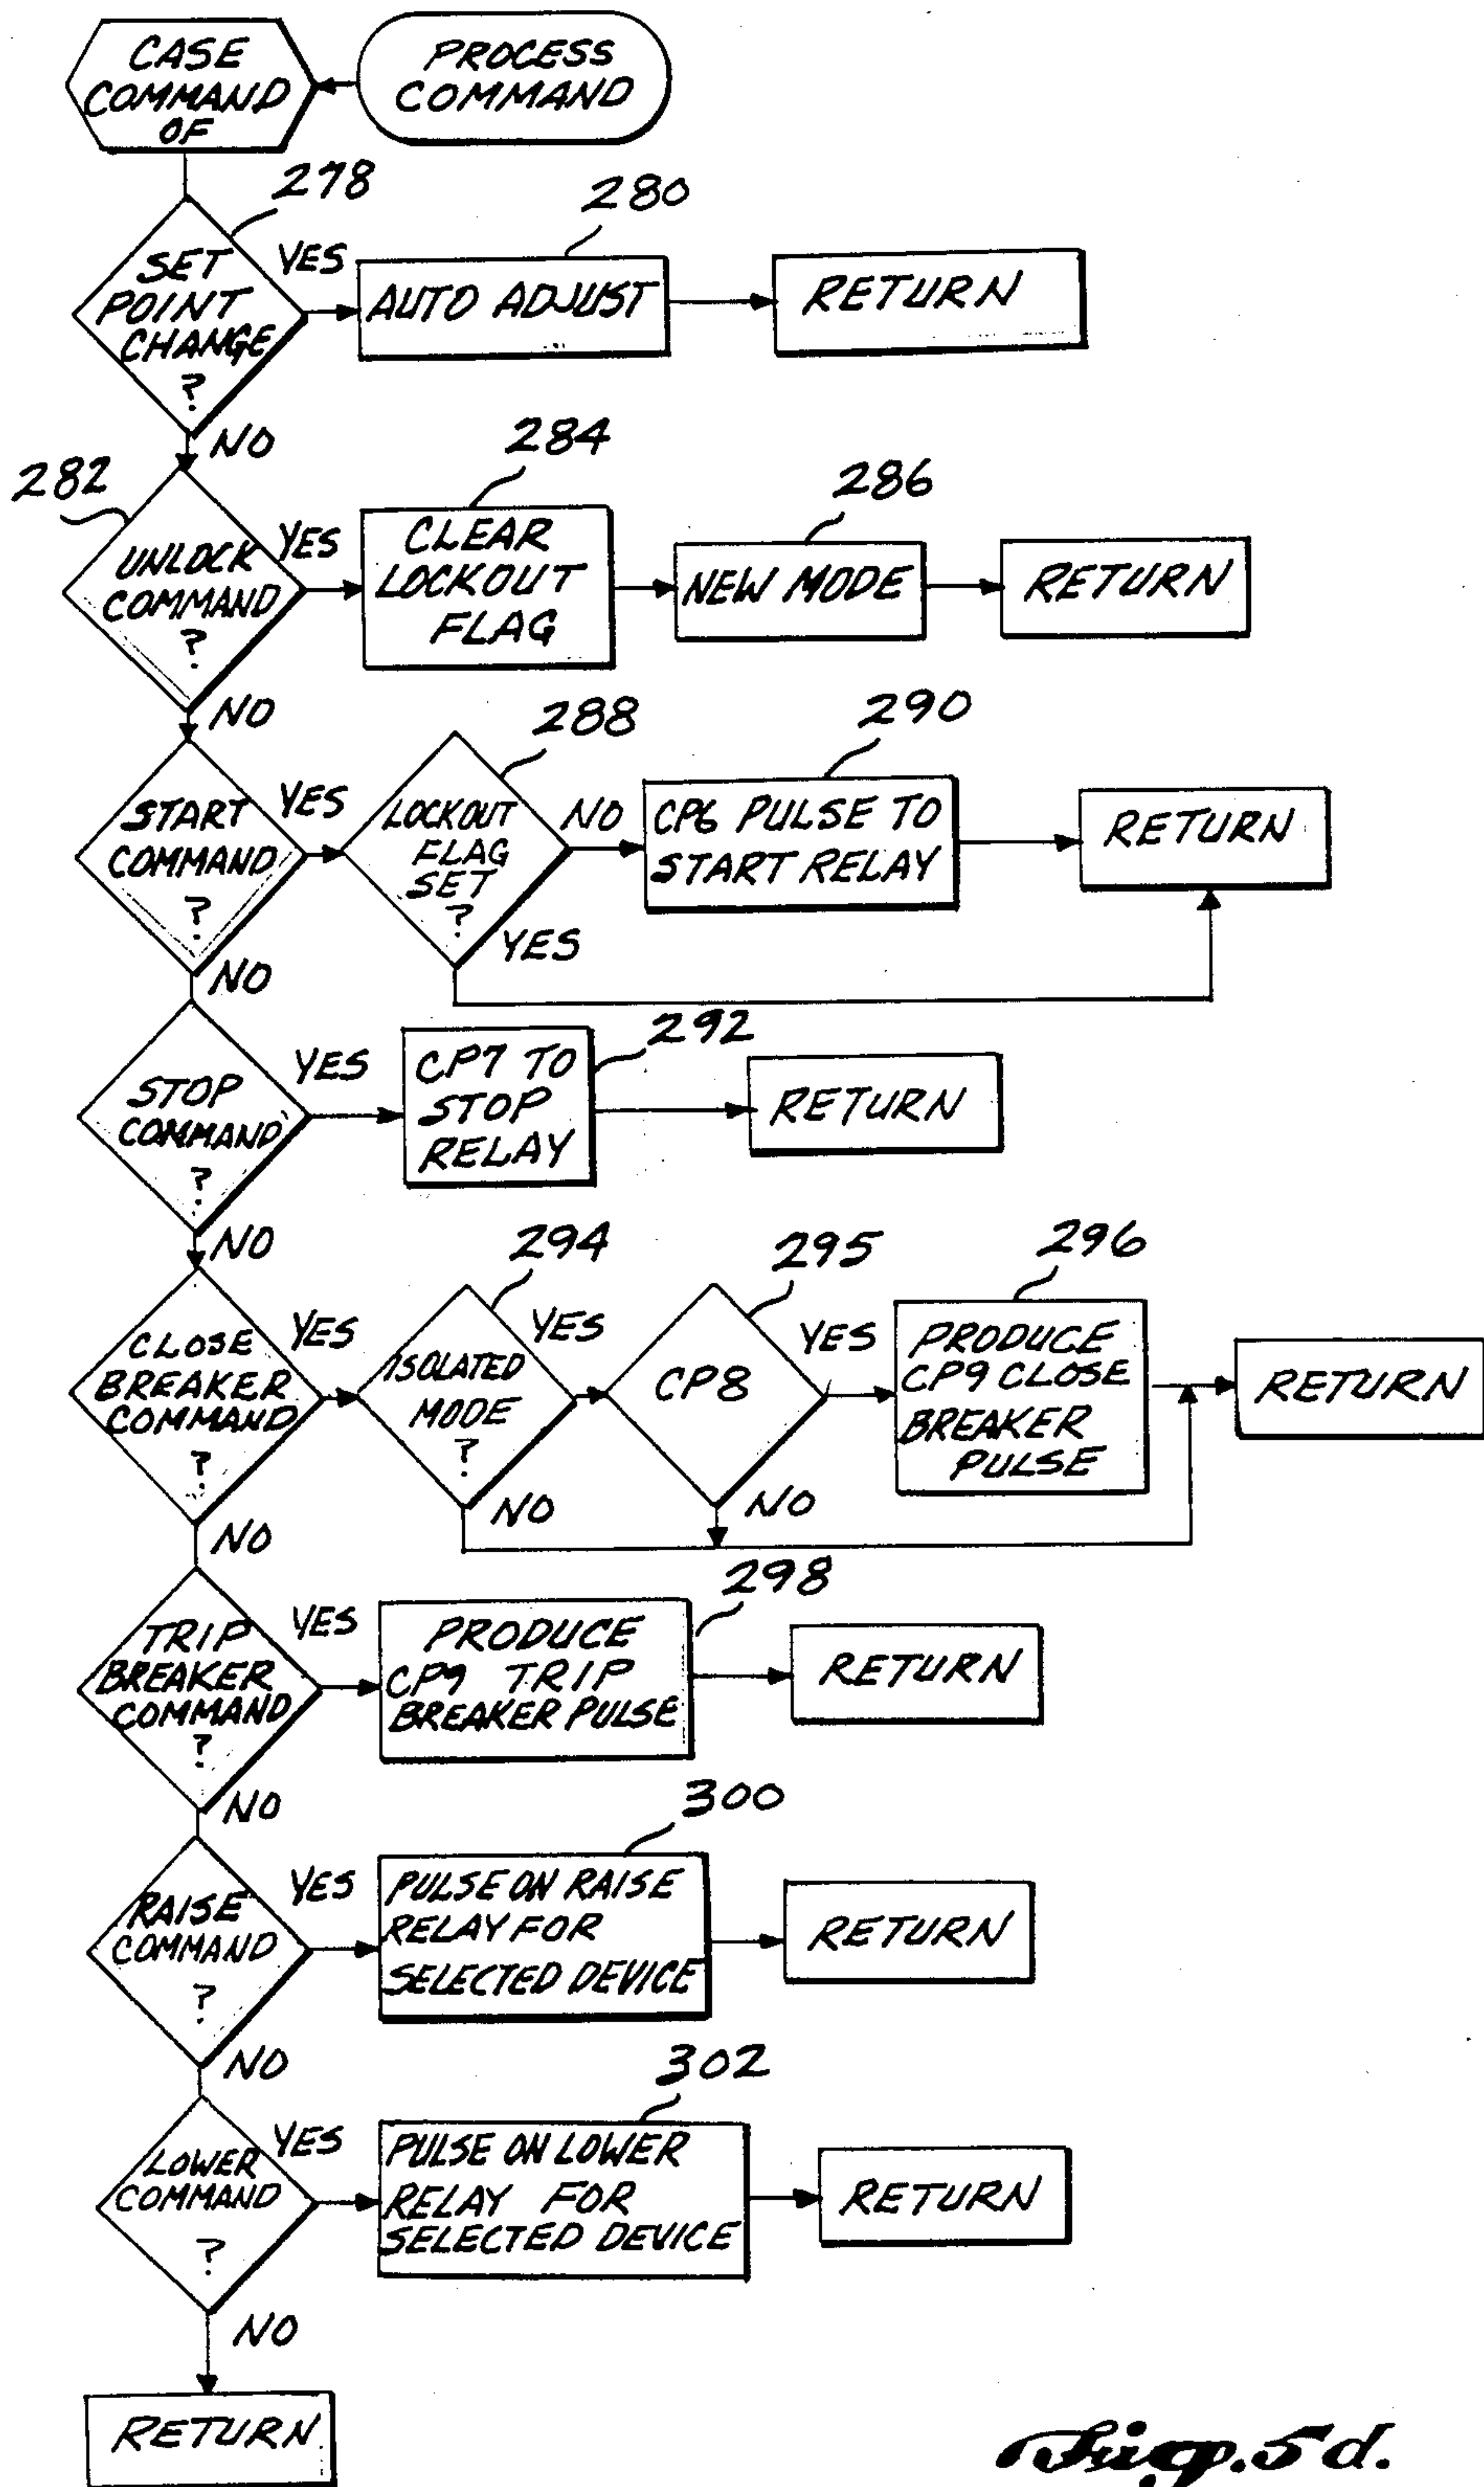 CASE
COMMAND
OF
PROCESS
COMMAND
278
SET
POINT
CHANGE
?
YES
280
AUTO ADJUST
RETURN
NO
282
UNLOCK
COMMAND
?
YES
284
CLEAR
LOCKOUT
FLAG
286
NEW MODE
RETURN
NO
START
COMMAND
?
YES
288
LOCKOUT
FLAG
SET
?
NO
YES
290
CP6 PULSE TO
START RELAY
RETURN
NO
STOP
COMMAND
?
YES
292
CP7 TO
STOP
RELAY
RETURN
NO
CLOSE
BREAKER
COMMAND
?
YES
294
ISOLATED
MODE
?
YES
NO
295
CP8
YES
NO
296
PRODUCE
CP9 CLOSE
BREAKER
PULSE
RETURN
NO
TRIP
BREAKER
COMMAND
?
YES
298
PRODUCE
CP9 TRIP
BREAKER PULSE
RETURN
NO
RAISE
COMMAND
?
YES
300
PULSE ON RAISE
RELAY FOR
SELECTED DEVICE
RETURN
NO
LOWER
COMMAND
?
YES
302
PULSE ON LOWER
RELAY FOR
SELECTED DEVICE
RETURN
NO
RETURN
Fig. 5d.